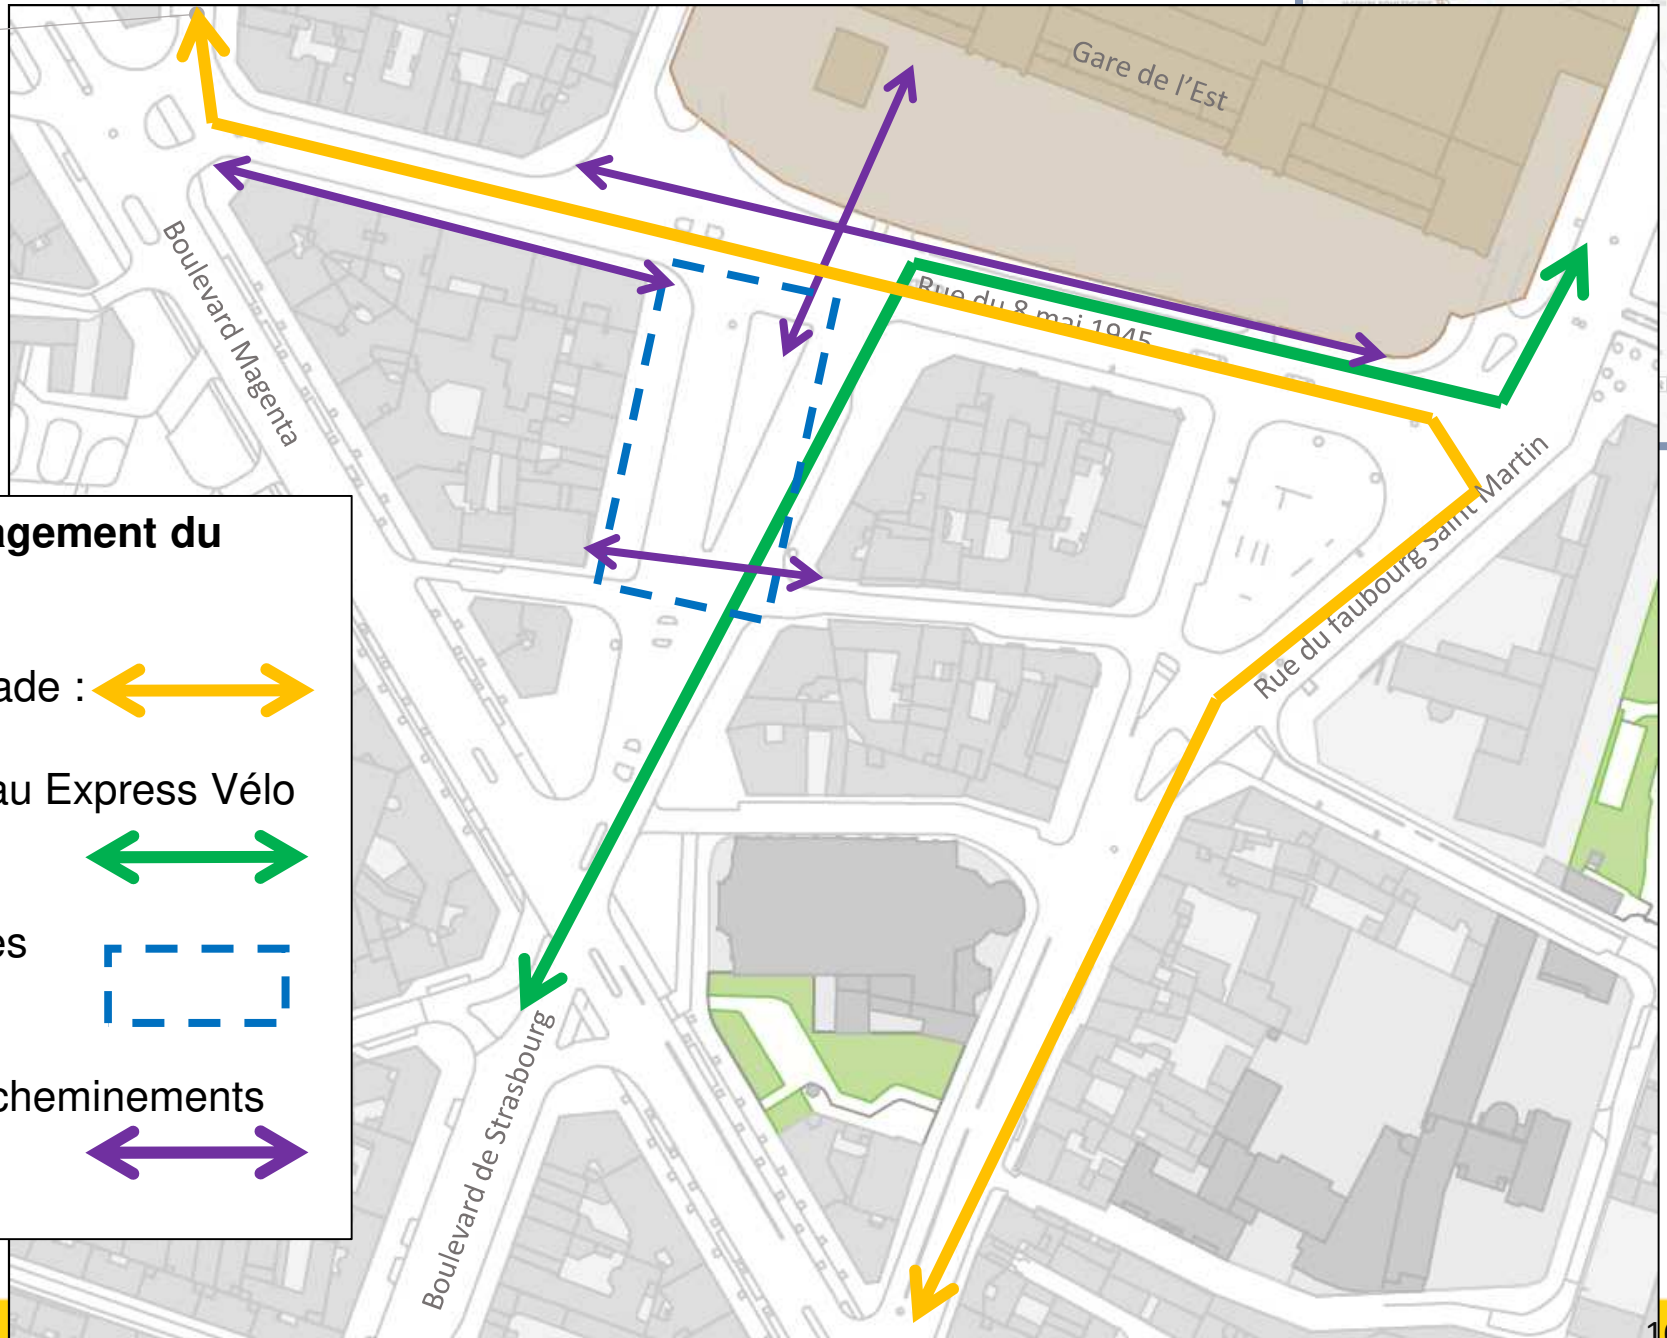 Gare de l'Est
Rue du 8 mai 1945
Boulevard Magenta
Rue du faubourg Saint Martin
Boulevard de Strasbourg
agement du
ade :
au Express Vélo
es
cheminements